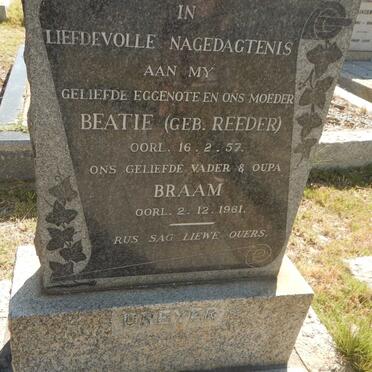 IN
LIEFDEVOLLE NAGEDAGTENIS
AAN MY
GELIEFDE EGGENOTE EN ONS MOEDER
BEATIE (GEB. REEDER)
OORL. 16.2.57.
ONS GELIEFDE VADER & OUPA
BRAAM
OORL. 2.12.1961.
RUS SAG LIEWE OUERS.
DREYER